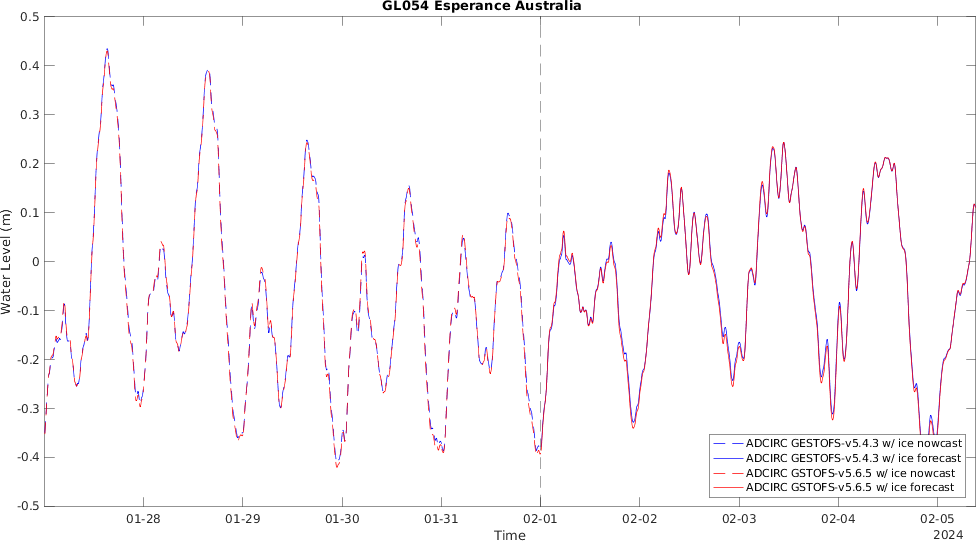 GL054 Esperance Australia
0.5
0.4
0.3
0.2
0.1
0
-0.1
-0.2
-0.3
-0.4
-0.5
Water Level (m)
01-28 01-29 01-30 01-31 02-01 02-02 02-03 02-04 02-05
Time
2024
ADCIRC GESTOFS-v5.4.3 w/ ice nowcast
ADCIRC GESTOFS-v5.4.3 w/ ice forecast
ADCIRC GSTOFS-v5.6.5 w/ ice nowcast
ADCIRC GSTOFS-v5.6.5 w/ ice forecast